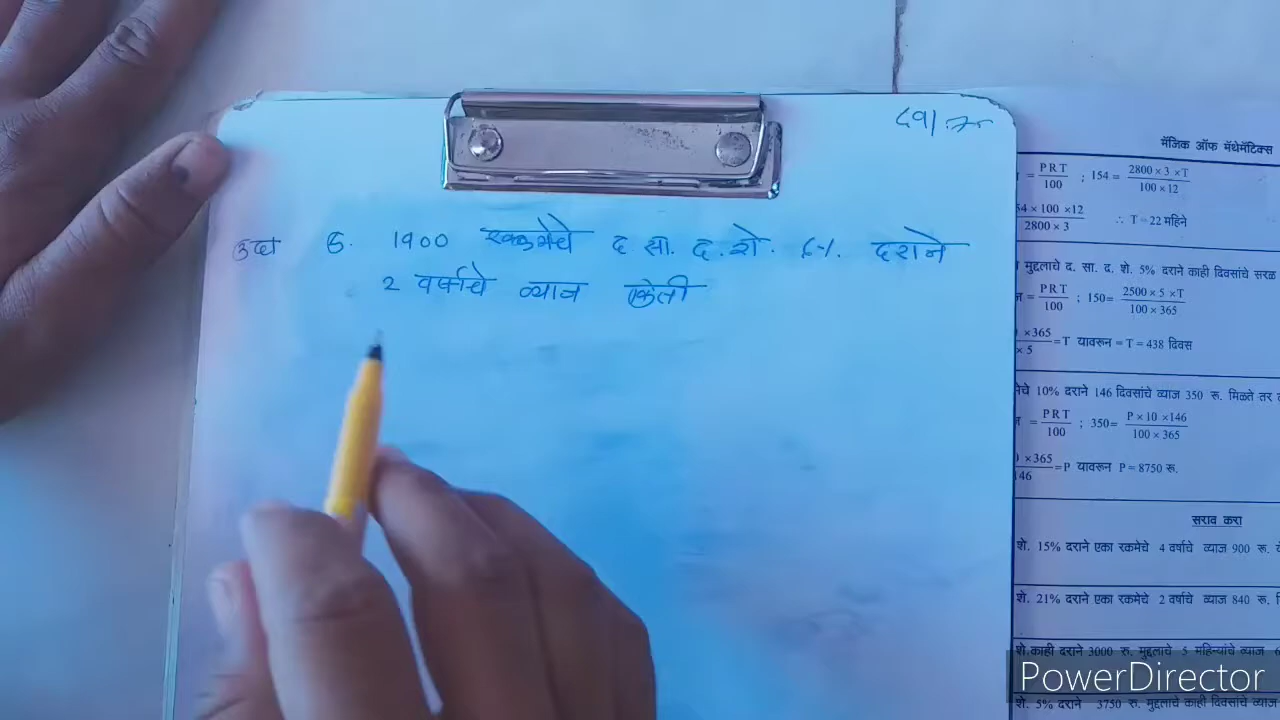 उदा रु. 1900 रक्कमेचे द. सा. द. शे. दराने
2 वर्षाचे व्याज किती
मॅजिक ऑफ मॅथेमॅटिक्स
= PRT/100 ; 154 = 2800 × 3 × T/100 × 12
54 × 100 × 12/2800 × 3 ∴ T = 22 महिने
मुद्दलाचे द. सा. द. शे. 5% दराने काही दिवसांचे सरळ
= PRT/100 ; 150 = 2500 × 5 × T/100 × 365
× 365/× 5 = T यावरून = T = 438 दिवस
मेचे 10% दराने 146 दिवसांचे व्याज 350 रू. मिळते तर
= PRT/100 ; 350 = P × 10 × 146/100 × 365
× 365/146 = P यावरून P = 8750 रू.
सराव करा
शे. 15% दराने एका रकमेचे 4 वर्षाचे व्याज 900 रू.
शे. 21% दराने एका रकमेचे 2 वर्षाचे व्याज 840 रू.
शे. काही दराने 3000 रू. मुद्दलाचे 5 महिन्यांचे व्याज
शे. 5% दराने 3750 रू. मुद्दलाचे काही दिवसांचे व्याज
PowerDirector